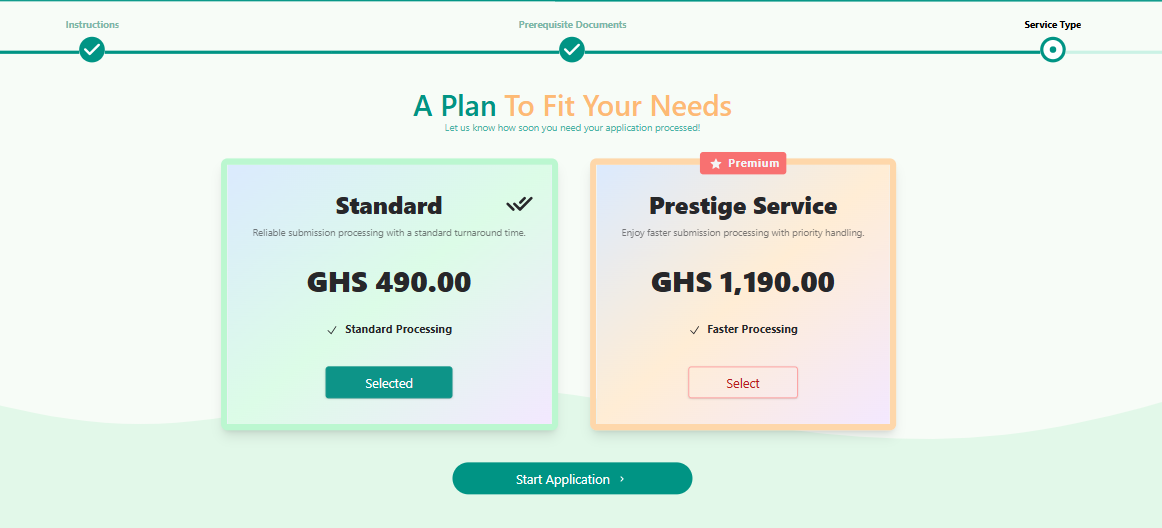 Instructions
Prerequisite Documents
Service Type
A Plan To Fit Your Needs
Let us know how soon you need your application processed!
Standard
Reliable submission processing with a standard turnaround time.
GHS 490.00
Standard Processing
Selected
Premium
Prestige Service
Enjoy faster submission processing with priority handling.
GHS 1,190.00
Faster Processing
Select
Start Application